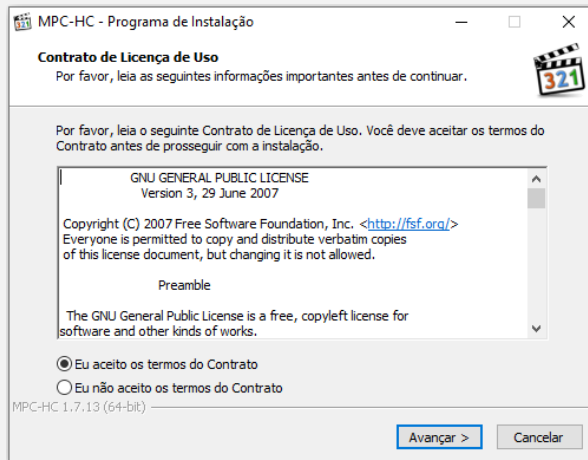 MPC-HC - Programa de Instalação
Contrato de Licença de Uso
Por favor, leia as seguintes informações importantes antes de continuar.
321
Por favor, leia o seguinte Contrato de Licença de Uso. Você deve aceitar os termos do
Contrato antes de prosseguir com a instalação.
GNU GENERAL PUBLIC LICENSE
Version 3, 29 June 2007
Copyright (C) 2007 Free Software Foundation, Inc. <http://fsf.org/>
Everyone is permitted to copy and distribute verbatim copies
of this license document, but changing it is not allowed.
Preamble
The GNU General Public License is a free, copyleft license for
software and other kinds of works.
Eu aceito os termos do Contrato
Eu não aceito os termos do Contrato
MPC-HC 1.7.13 (64-bit)
Avançar >
Cancelar